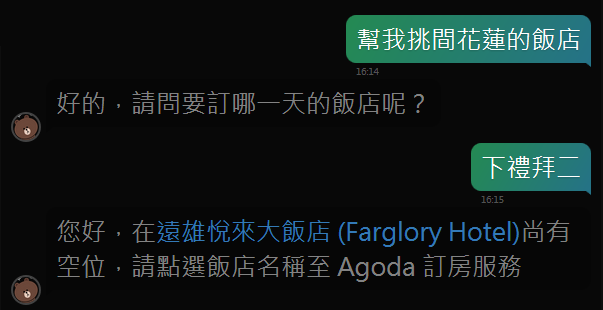 幫我挑間花蓮的飯店
16:14
好的，請問要訂哪一天的飯店呢？
下禮拜二
16:15
您好，在遠雄悅來大飯店 (Farglory Hotel)尚有
空位，請點選飯店名稱至 Agoda 訂房服務